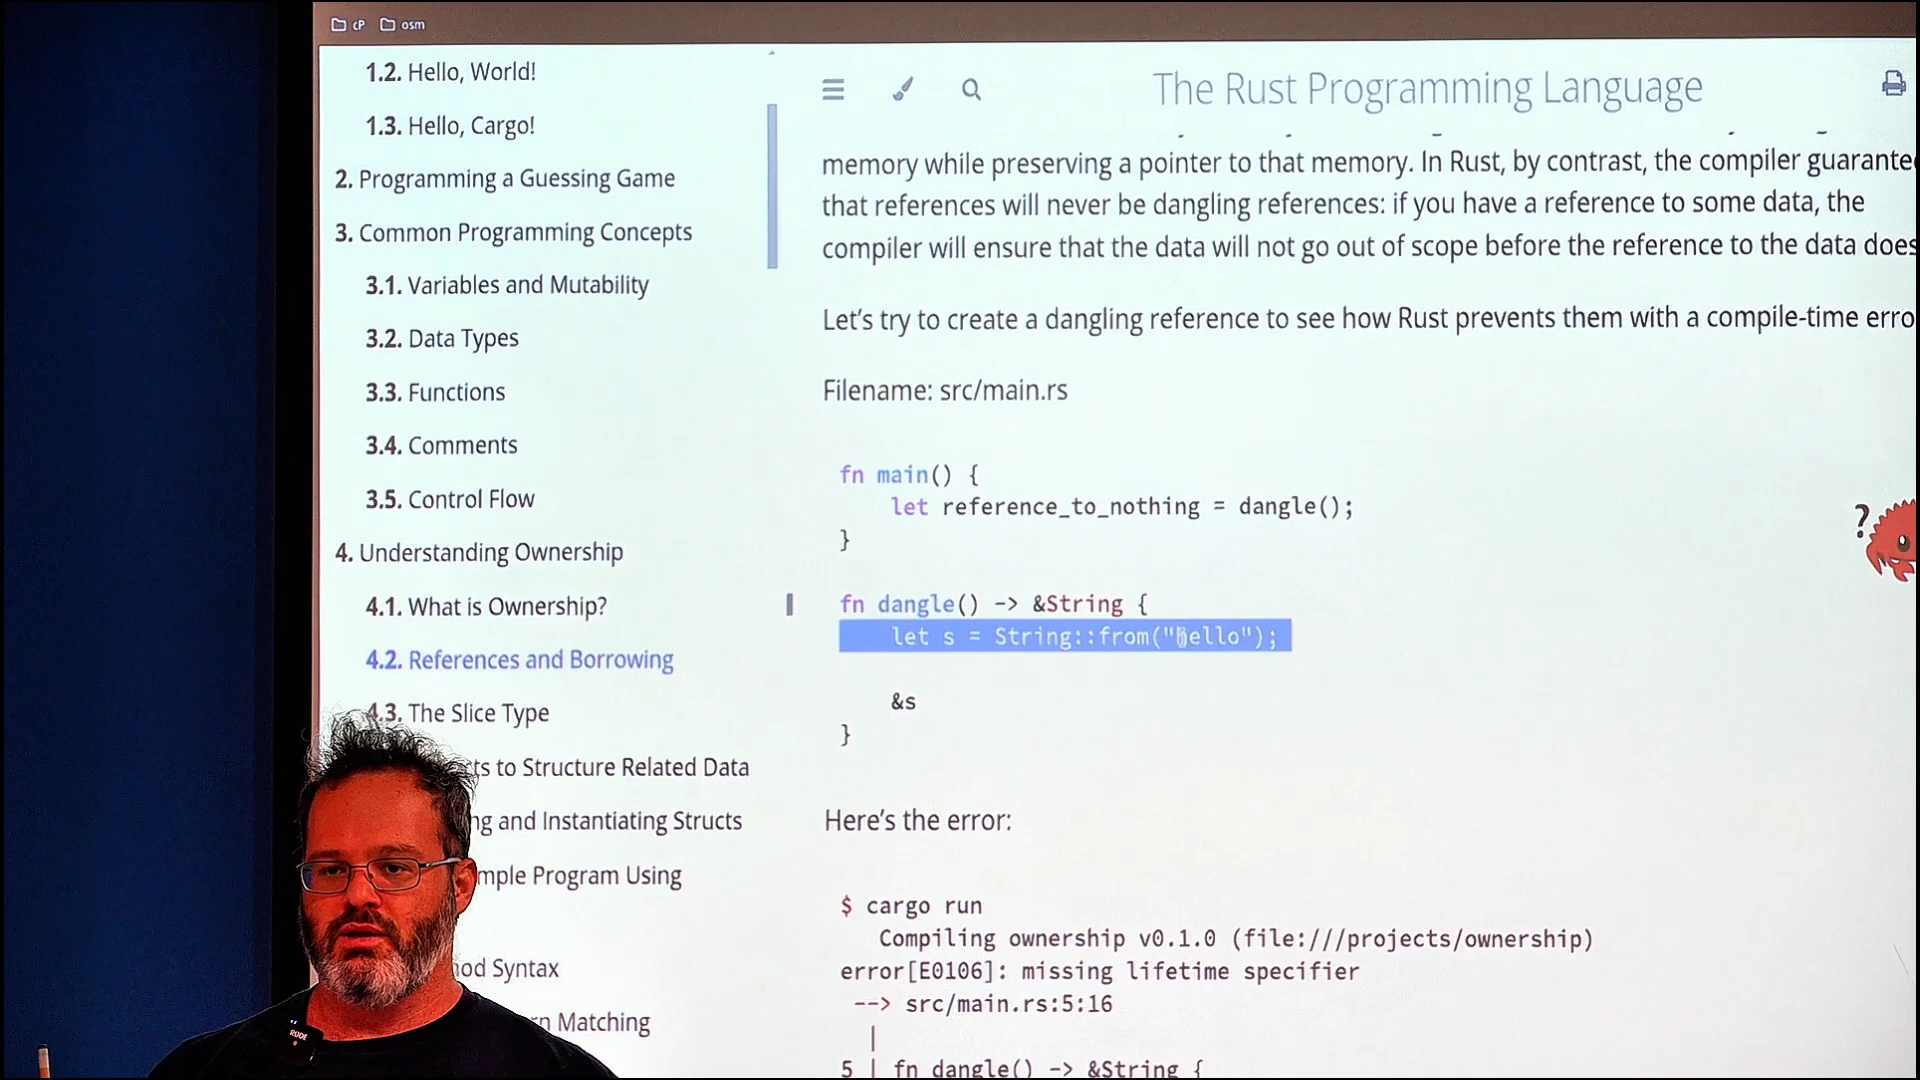 cP
osm
1.2. Hello, World!
1.3. Hello, Cargo!
2. Programming a Guessing Game
3. Common Programming Concepts
3.1. Variables and Mutability
3.2. Data Types
3.3. Functions
3.4. Comments
3.5. Control Flow
4. Understanding Ownership
4.1. What is Ownership?
4.2. References and Borrowing
4.3. The Slice Type
ts to Structure Related Data
ng and Instantiating Structs
mple Program Using
od Syntax
n Matching
RODE
The Rust Programming Language
memory while preserving a pointer to that memory. In Rust, by contrast, the compiler guarantee
that references will never be dangling references: if you have a reference to some data, the
compiler will ensure that the data will not go out of scope before the reference to the data does
Let's try to create a dangling reference to see how Rust prevents them with a compile-time erro
Filename: src/main.rs
fn main() {
let reference_to_nothing = dangle();
}
?
fn dangle() -> &String {
let s = String::from("hello");
&s
}
Here's the error:
$ cargo run
Compiling ownership v0.1.0 (file:///projects/ownership)
error[E0106]: missing lifetime specifier
--> src/main.rs:5:16
|
5 | fn dangle() -> &String {